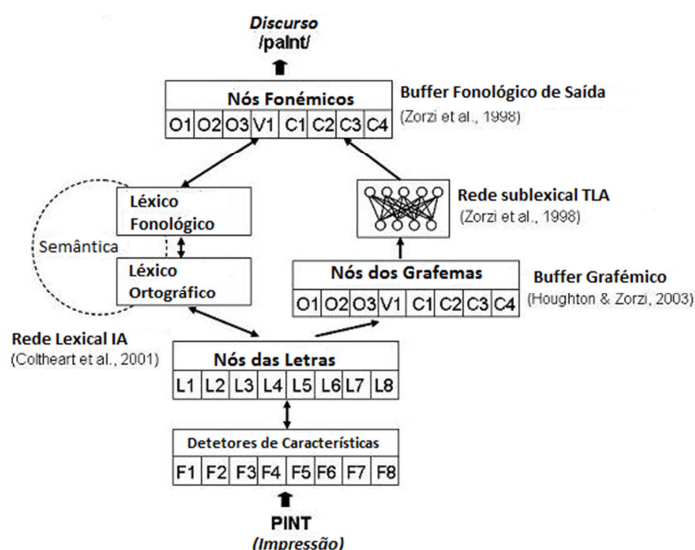 Discurso
/paInt/
Nós Fonémicos
O1 O2 O3 V1 C1 C2 C3 C4
Buffer Fonológico de Saída
(Zorzi et al., 1998)
Léxico
Fonológico
Rede sublexical TLA
(Zorzi et al., 1998)
Semântica
Léxico
Ortográfico
Nós dos Grafemas
O1 O2 O3 V1 C1 C2 C3 C4
Buffer Grafémico
(Houghton & Zorzi, 2003)
Rede Lexical IA
(Coltheart et al., 2001)
Nós das Letras
L1 L2 L3 L4 L5 L6 L7 L8
Detetores de Características
F1 F2 F3 F4 F5 F6 F7 F8
PINT
(Impressão)